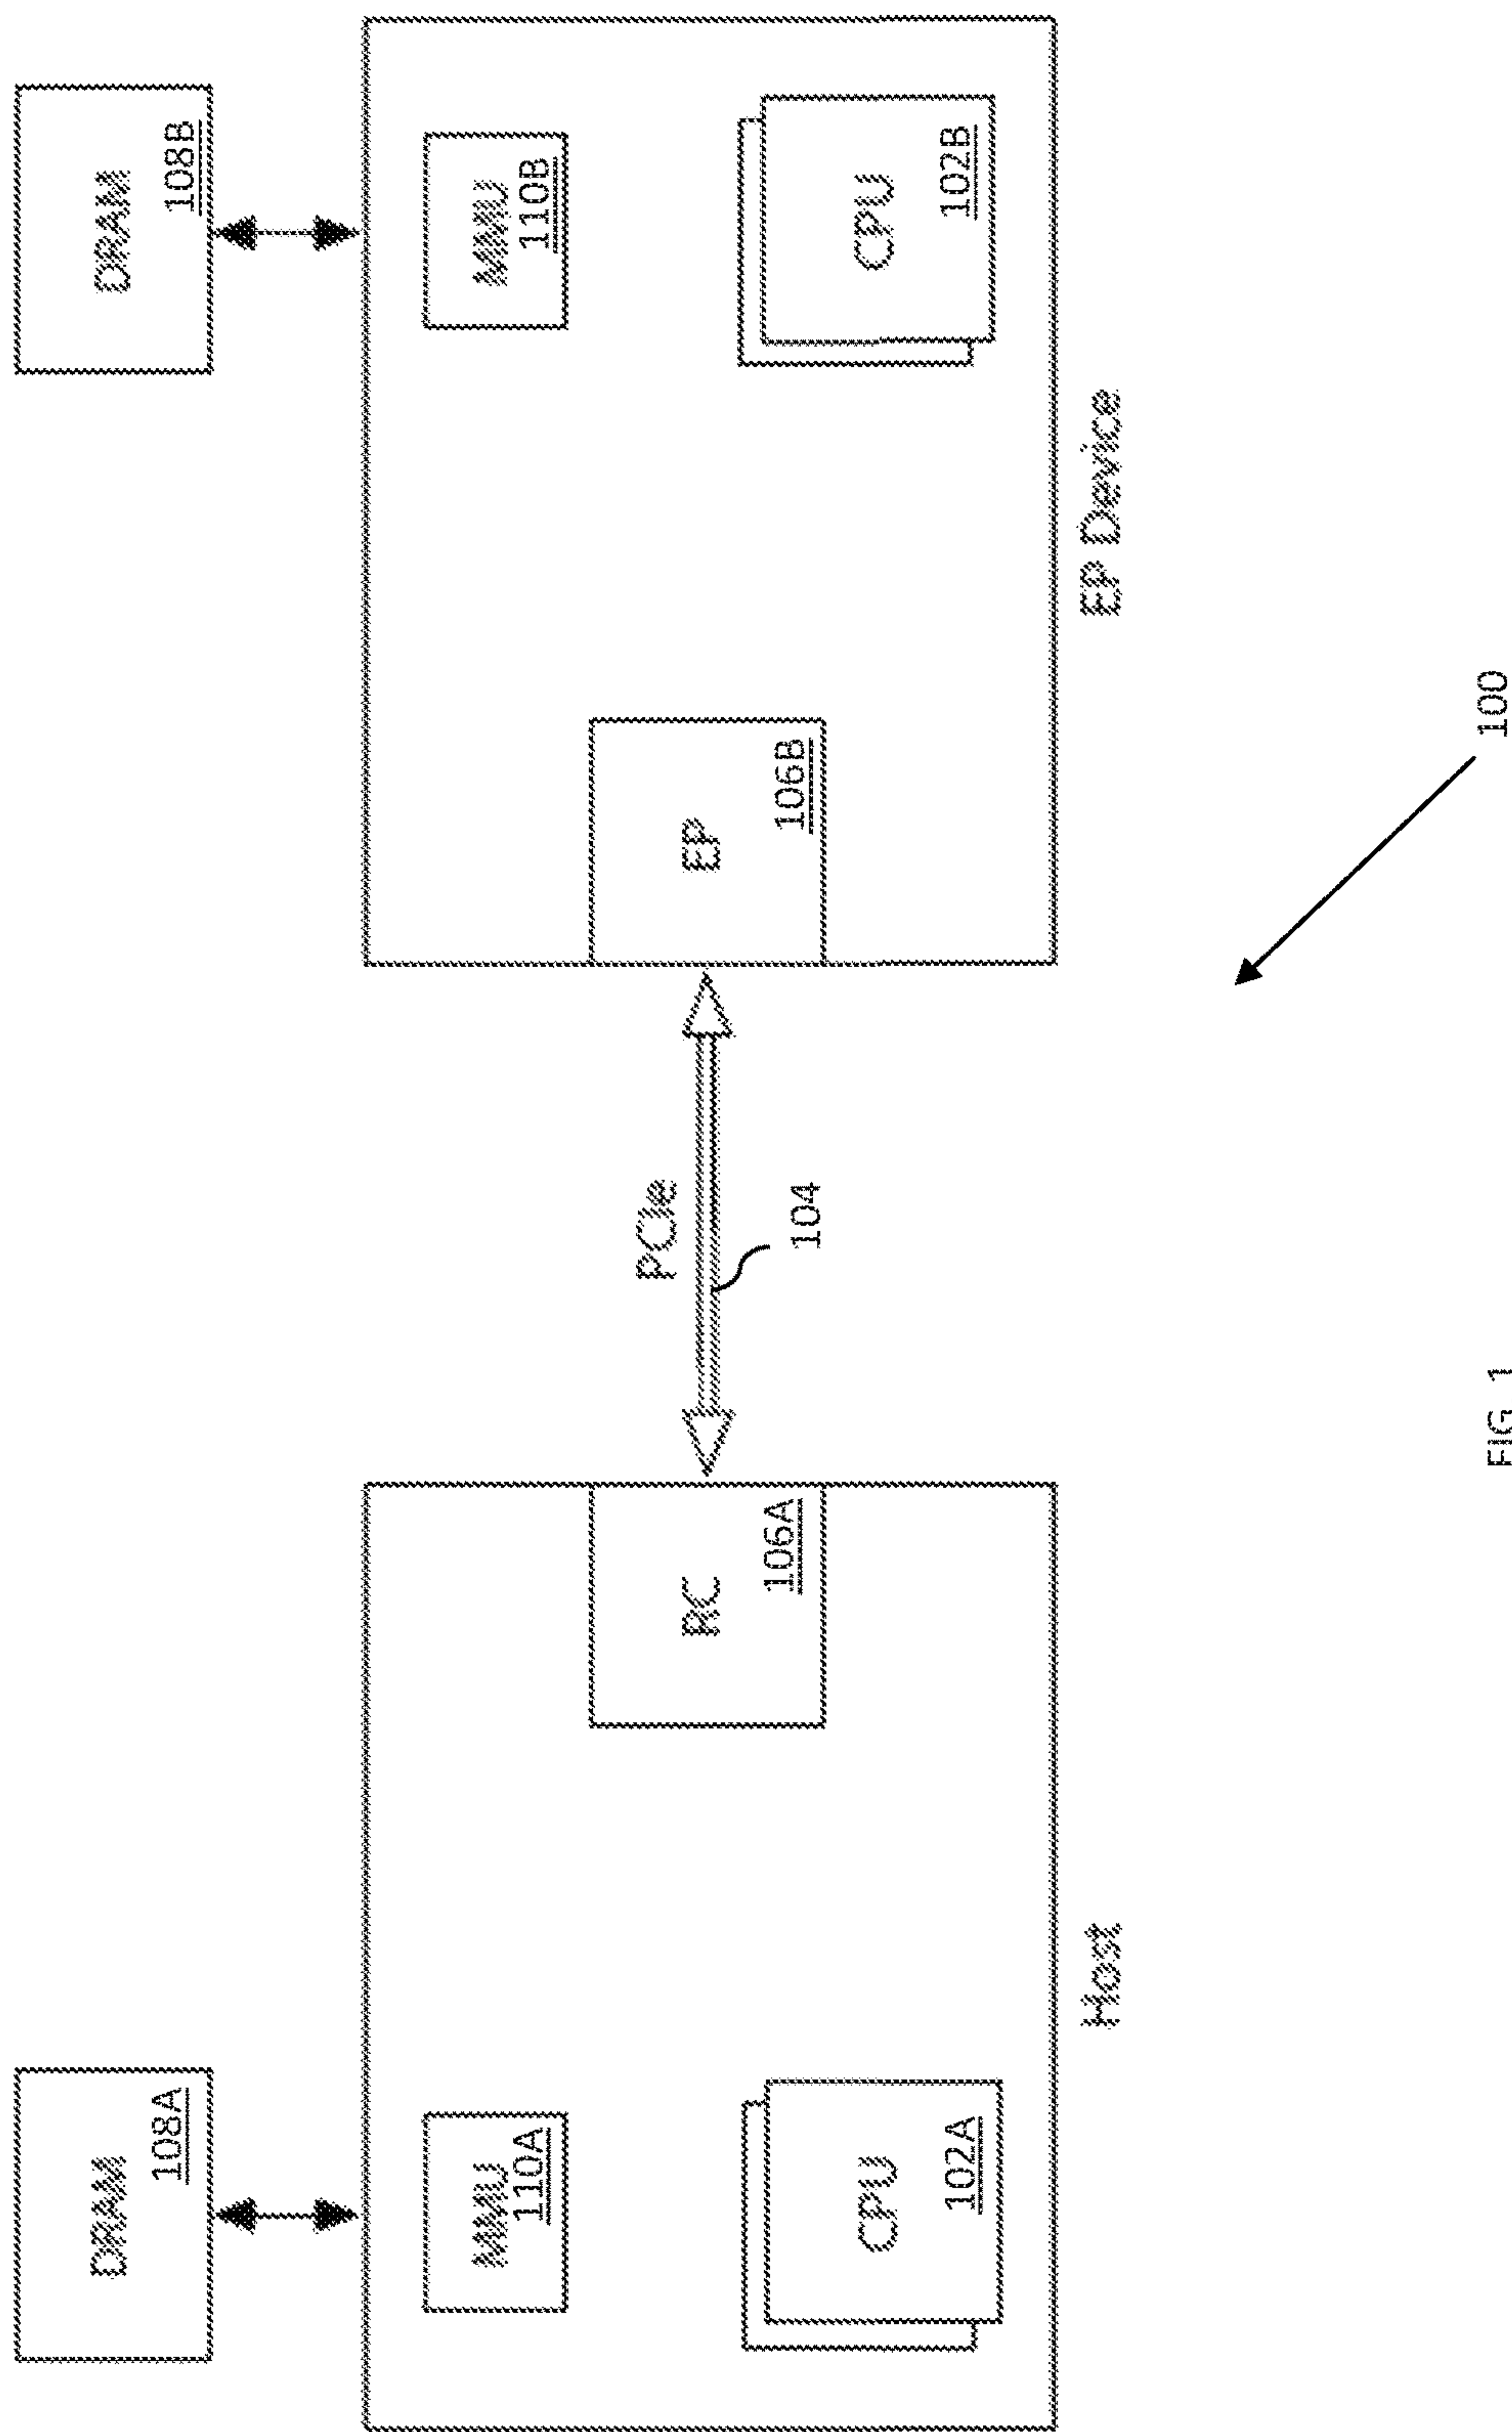 DRAM
108A
DRAM
108B
MMU
110A
MMU
110B
PCIe
RC
106A
EP
106B
104
CPU
102A
CPU
102B
Host
EP Device
100
FIG. 1